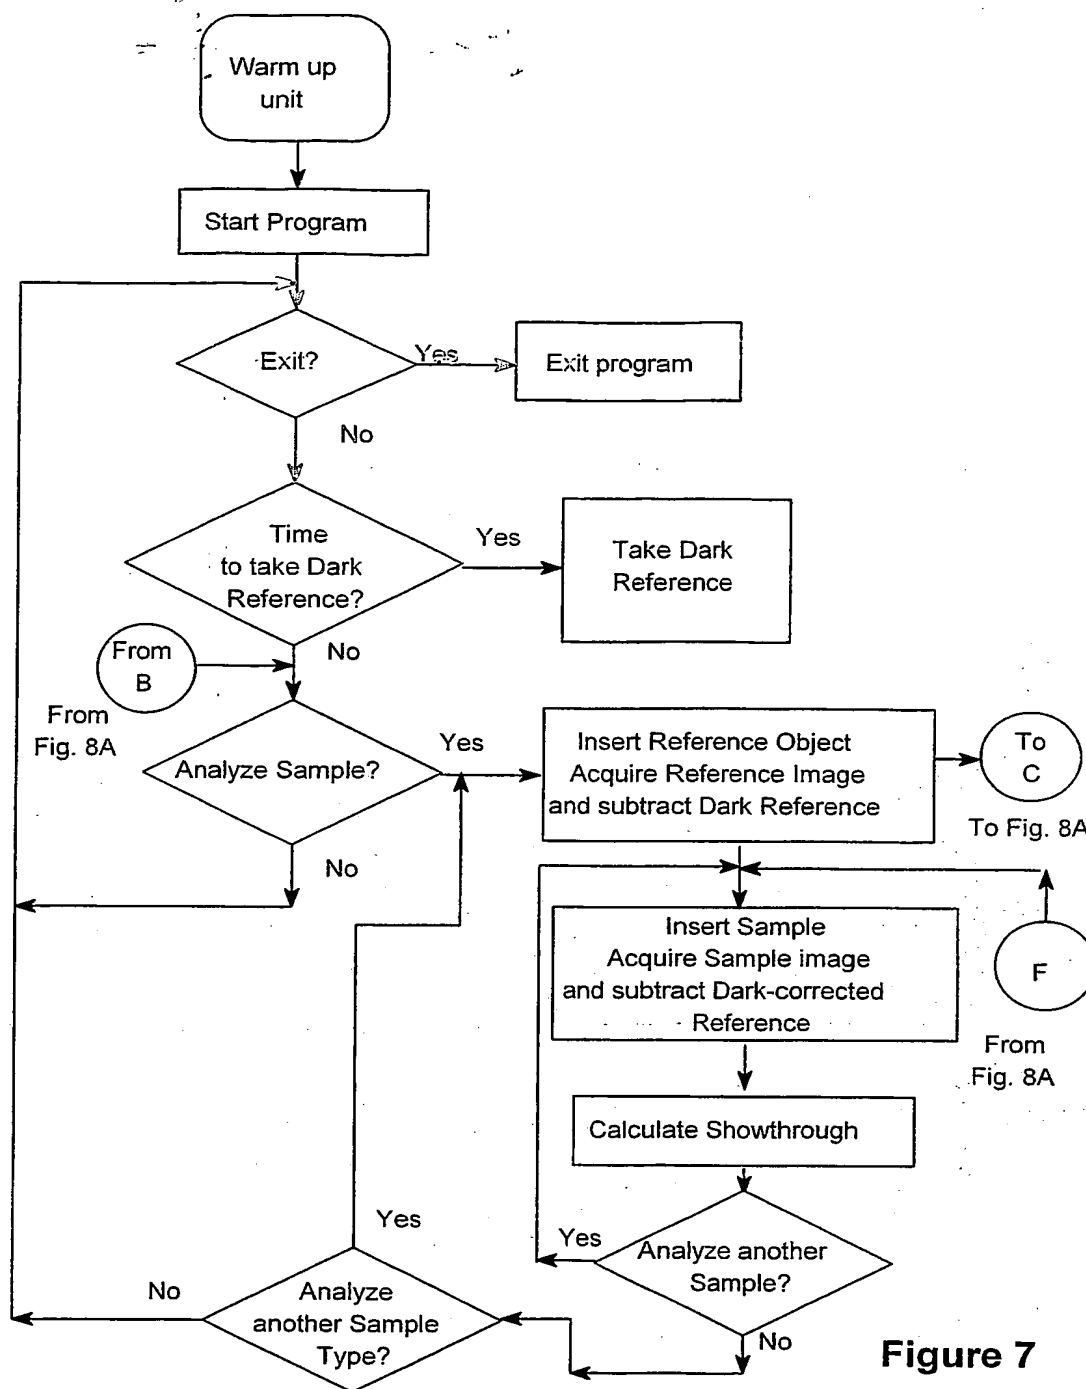 Warm up
unit
Start Program
Exit?
Yes
Exit program
No
Time
to take Dark
Reference?
Yes
Take Dark
Reference
No
From
B
From
Fig. 8A
Analyze Sample?
Yes
Insert Reference Object
Acquire Reference Image
and subtract Dark Reference
To
C
To Fig. 8A
No
Insert Sample
Acquire Sample image
and subtract Dark-corrected
Reference
F
From
Fig. 8A
Calculate Showthrough
Analyze another
Sample?
Yes
No
Analyze
another Sample
Type?
Yes
No
Figure 7